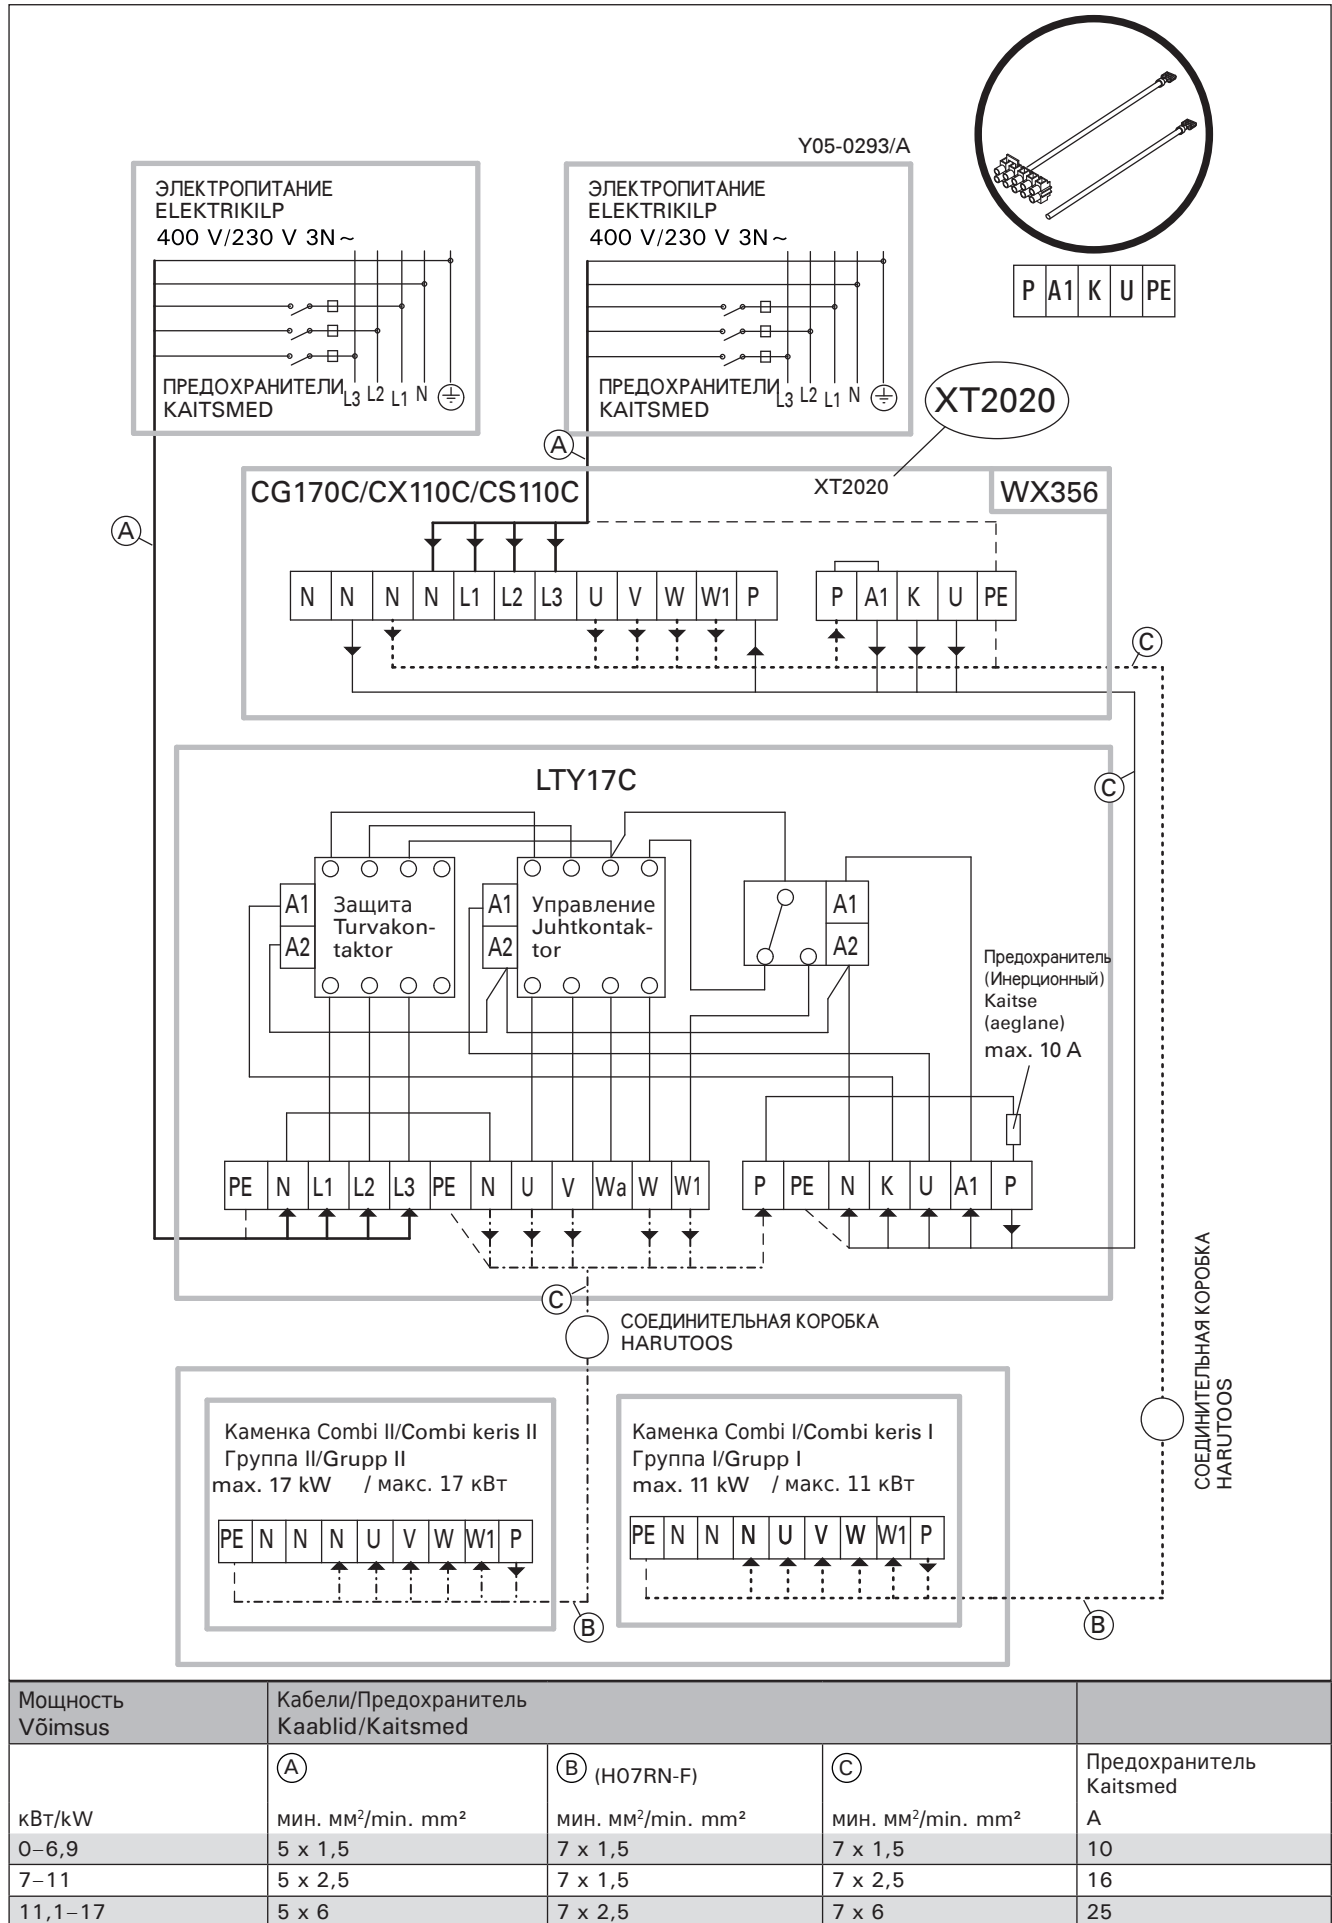 Y05-0293/A
ЭЛЕКТРОПИТАНИЕ
ELEKTRIKILP
400 V/230 V 3N~
ПРЕДОХРАНИТЕЛИ
KAITSMED
L3 L2 L1 N
ЭЛЕКТРОПИТАНИЕ
ELEKTRIKILP
400 V/230 V 3N~
ПРЕДОХРАНИТЕЛИ
KAITSMED
L3 L2 L1 N
P A1 K U PE
XT2020
A
A
CG170C/CX110C/CS110C
XT2020
WX356
N N N N L1 L2 L3 U V W W1 P
P A1 K U PE
C
LTY17C
C
A1
A2
Защита
Turvakon-
taktor
A1
A2
Управление
Juhtkontak-
tor
A1
A2
Предохранитель
(Инерционный)
Kaitse
(aeglane)
max. 10 A
PE N L1 L2 L3 PE N U V Wa W W1
P PE N K U A1 P
C
СОЕДИНИТЕЛЬНАЯ КОРОБКА
HARUTOOS
СОЕДИНИТЕЛЬНАЯ КОРОБКА
HARUTOOS
Каменка Combi II/Combi keris II
Группа II/Grupp II
max. 17 kW / макс. 17 кВт
PE N N N U V W W1 P
B
Каменка Combi I/Combi keris I
Группа I/Grupp I
max. 11 kW / макс. 11 кВт
PE N N N U V W W1 P
B
Мощность
Võimsus
Кабели/Предохранитель
Kaablid/Kaitsmed
A
B (H07RN-F)
C
Предохранитель
Kaitsmed
кВт/kW мин. мм²/min. mm² мин. мм²/min. mm² мин. мм²/min. mm² A
0–6,9 5 x 1,5 7 x 1,5 7 x 1,5 10
7–11 5 x 2,5 7 x 1,5 7 x 2,5 16
11,1–17 5 x 6 7 x 2,5 7 x 6 25